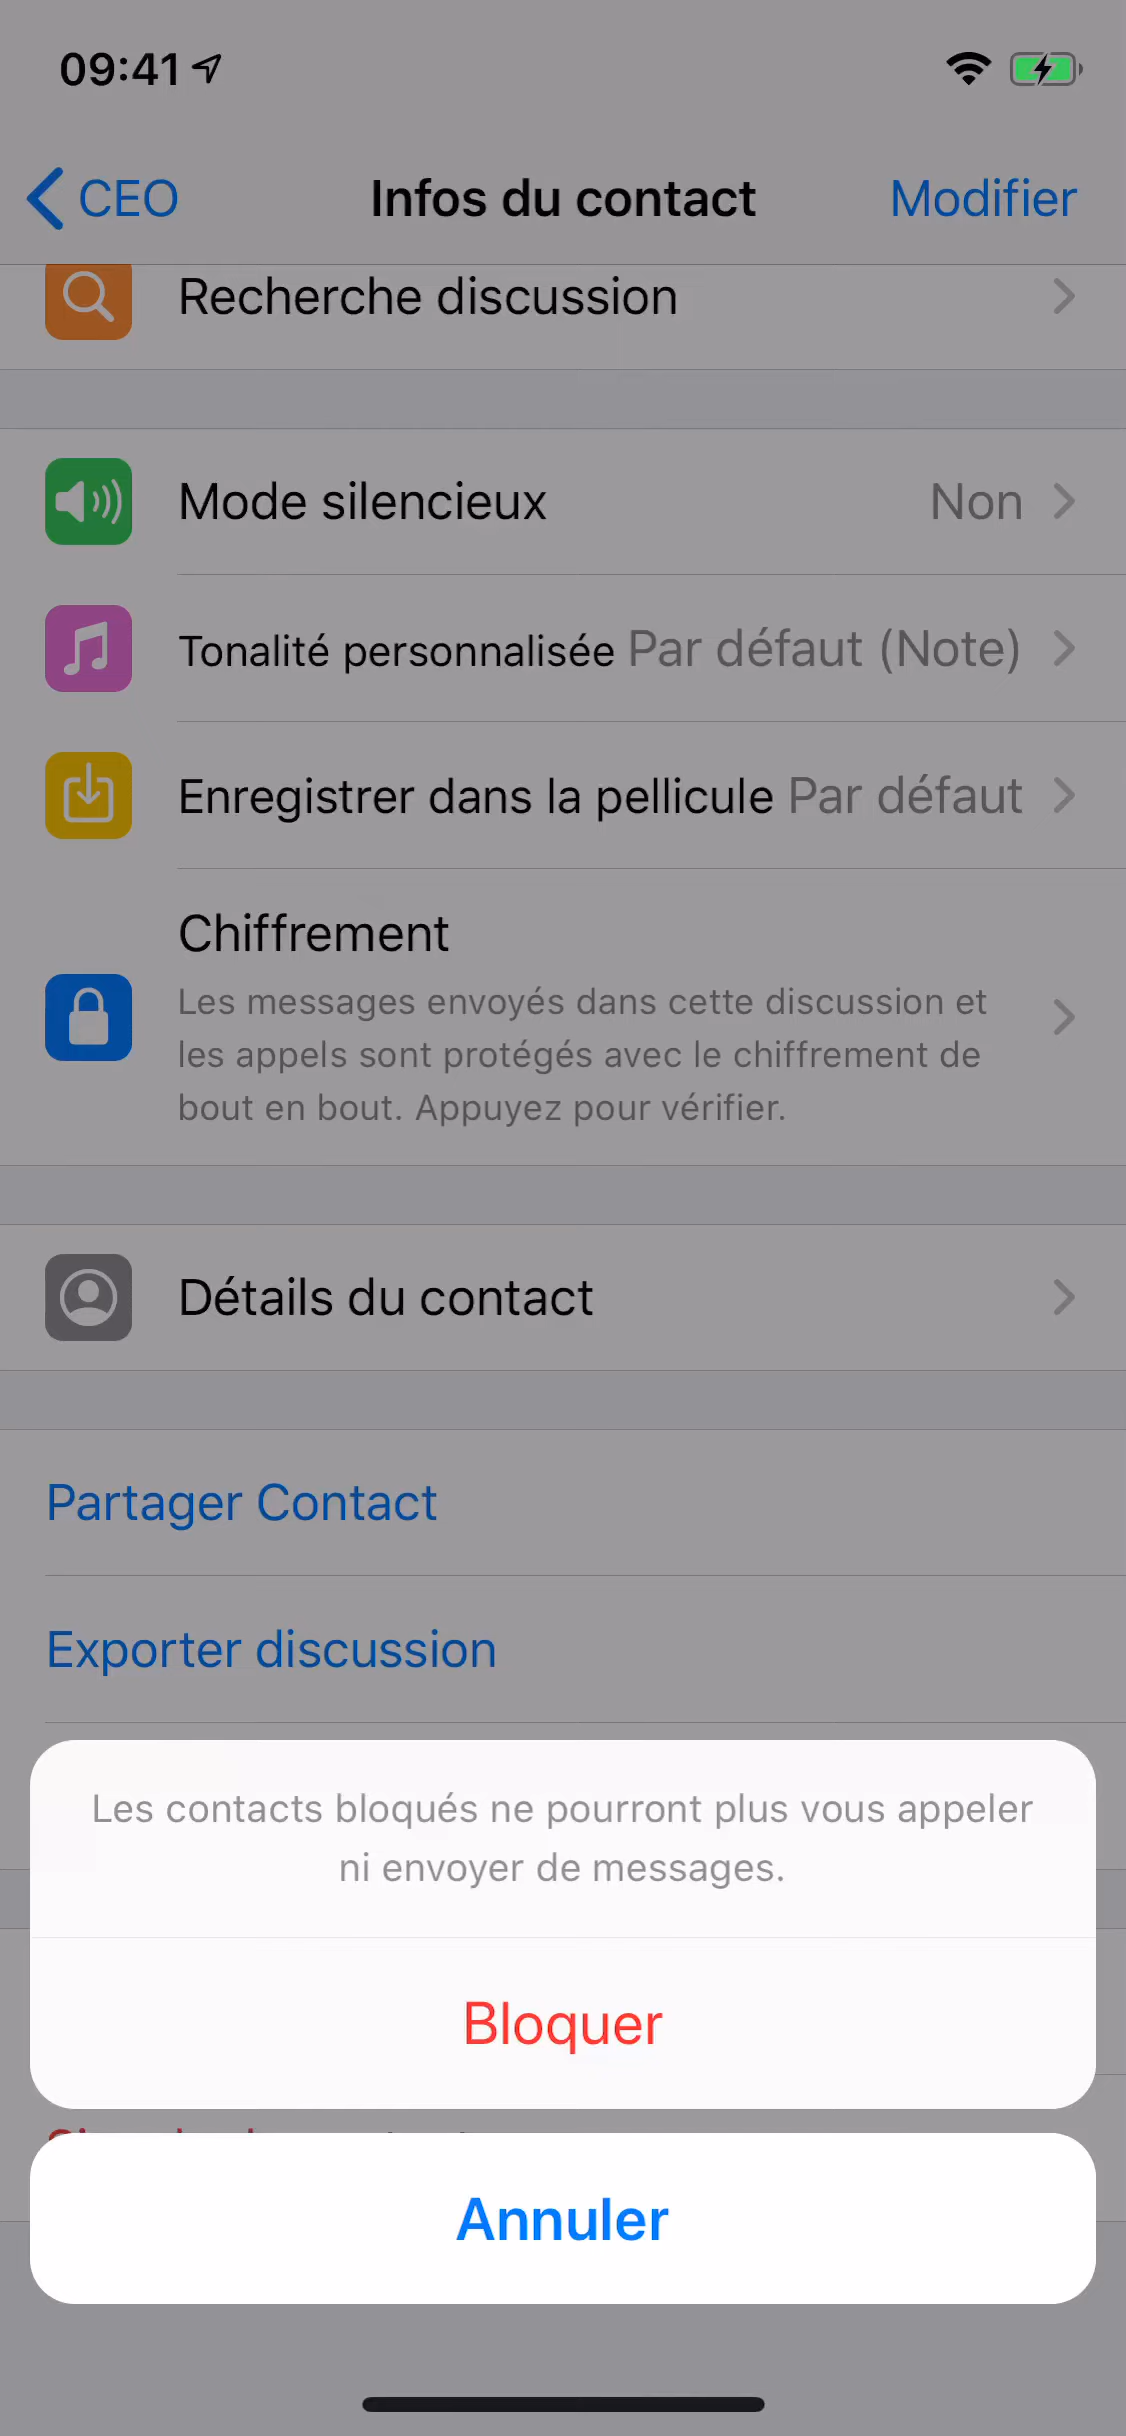 09:41
CEO
Infos du contact
Modifier
Recherche discussion
Mode silencieux Non
Tonalité personnalisée Par défaut (Note)
Enregistrer dans la pellicule Par défaut
Chiffrement
Les messages envoyés dans cette discussion et
les appels sont protégés avec le chiffrement de
bout en bout. Appuyez pour vérifier.
Détails du contact
Partager Contact
Exporter discussion
Les contacts bloqués ne pourront plus vous appeler
ni envoyer de messages.
Bloquer
Annuler